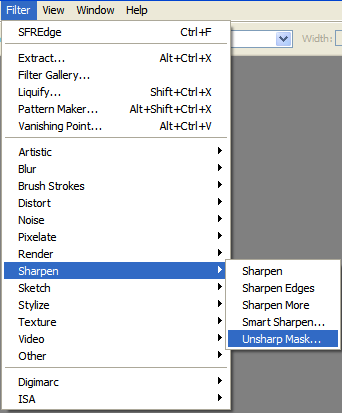 Filter View Window Help
SFREdge Ctrl+F
Width:
Extract... Alt+Ctrl+X
Filter Gallery...
Liquify... Shift+Ctrl+X
Pattern Maker... Alt+Shift+Ctrl+X
Vanishing Point... Alt+Ctrl+V
Artistic
Blur
Brush Strokes
Distort
Noise
Pixelate
Render
Sharpen
Sketch
Stylize
Texture
Video
Other
Digimarc
ISA
Sharpen
Sharpen Edges
Sharpen More
Smart Sharpen...
Unsharp Mask...